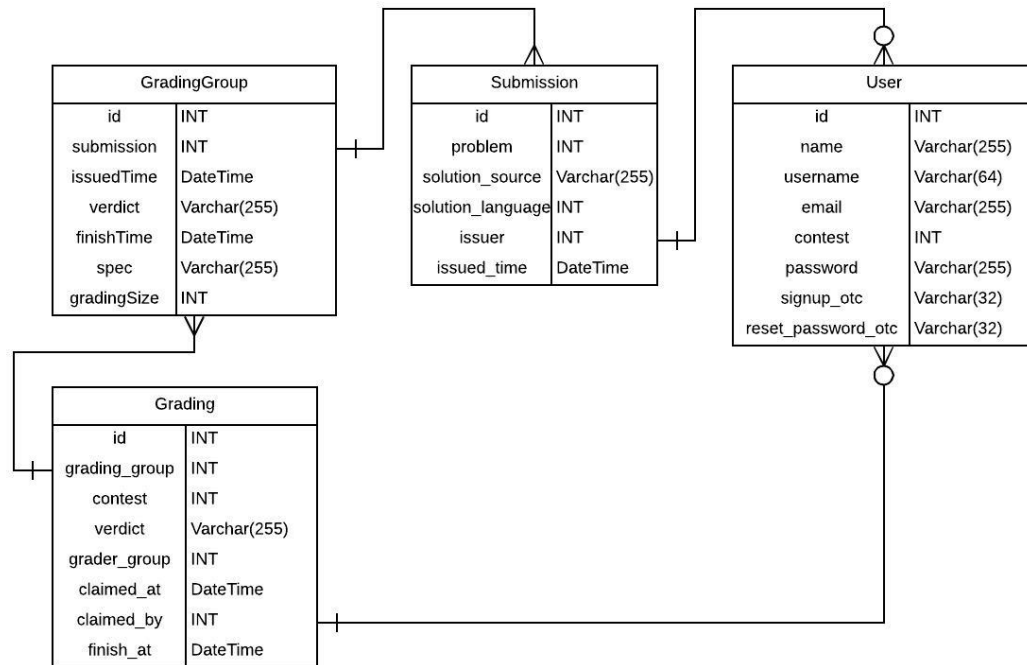 GradingGroup
id INT
submission INT
issuedTime DateTime
verdict Varchar(255)
finishTime DateTime
spec Varchar(255)
gradingSize INT
Submission
id INT
problem INT
solution_source Varchar(255)
solution_language INT
issuer INT
issued_time DateTime
User
id INT
name Varchar(255)
username Varchar(64)
email Varchar(255)
contest INT
password Varchar(255)
signup_otc Varchar(32)
reset_password_otc Varchar(32)
Grading
id INT
grading_group INT
contest INT
verdict Varchar(255)
grader_group INT
claimed_at DateTime
claimed_by INT
finish_at DateTime